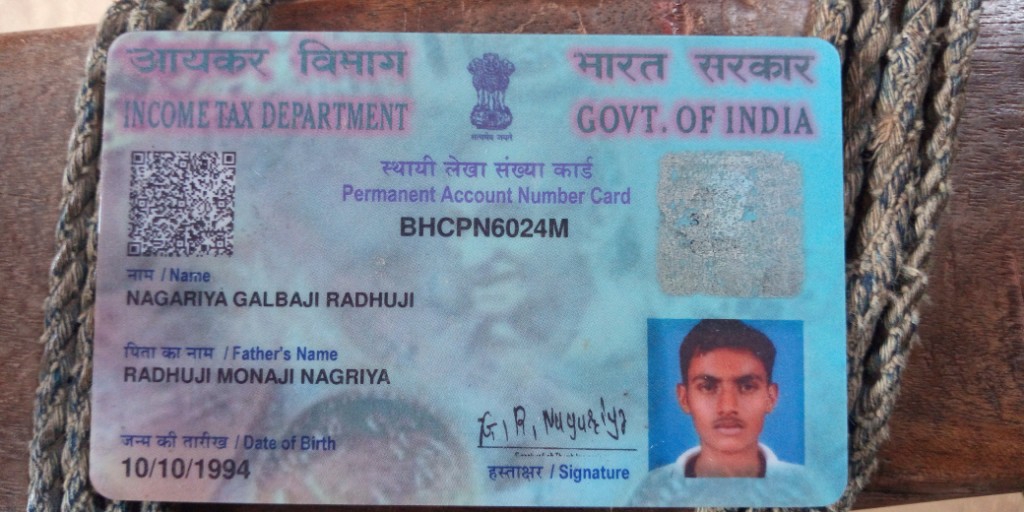 आयकर विभाग
INCOME TAX DEPARTMENT
भारत सरकार
GOVT. OF INDIA
सत्यमेव जयते
स्थायी लेखा संख्या कार्ड
Permanent Account Number Card
BHCPN6024M
नाम / Name
NAGARIYA GALBAJI RADHUJI
पिता का नाम / Father's Name
RADHUJI MONAJI NAGRIYA
जन्म की तारीख / Date of Birth
10/10/1994
G. R. Nagariya
हस्ताक्षर / Signature